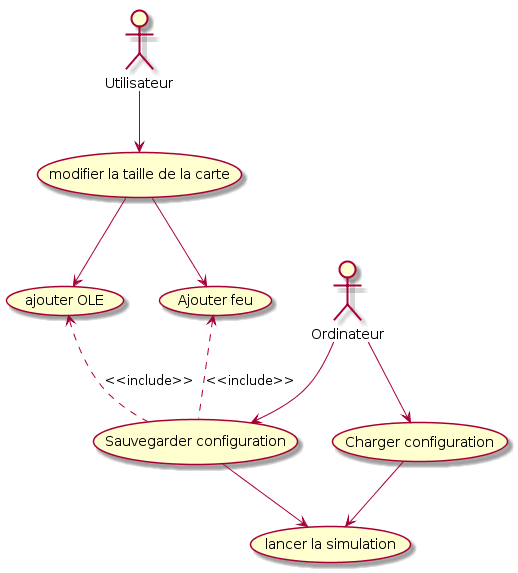 Utilisateur
modifier la taille de la carte
ajouter OLE
Ajouter feu
Ordinateur
<<include>>
<<include>>
Sauvegarder configuration
Charger configuration
lancer la simulation